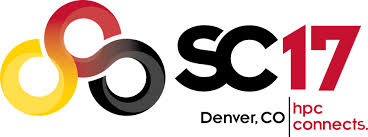 SC17
Denver, CO
hpc
connects.